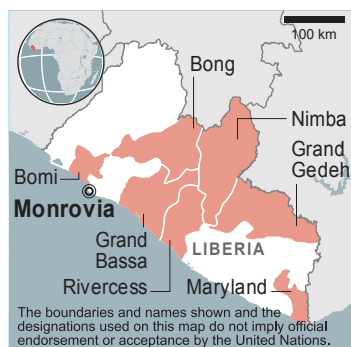 100 km
Bong
Nimba
Grand
Gedeh
Bomi
Monrovia
Grand
Bassa
LIBERIA
Rivercess
Maryland
The boundaries and names shown and the
designations used on this map do not imply official
endorsement or acceptance by the United Nations.